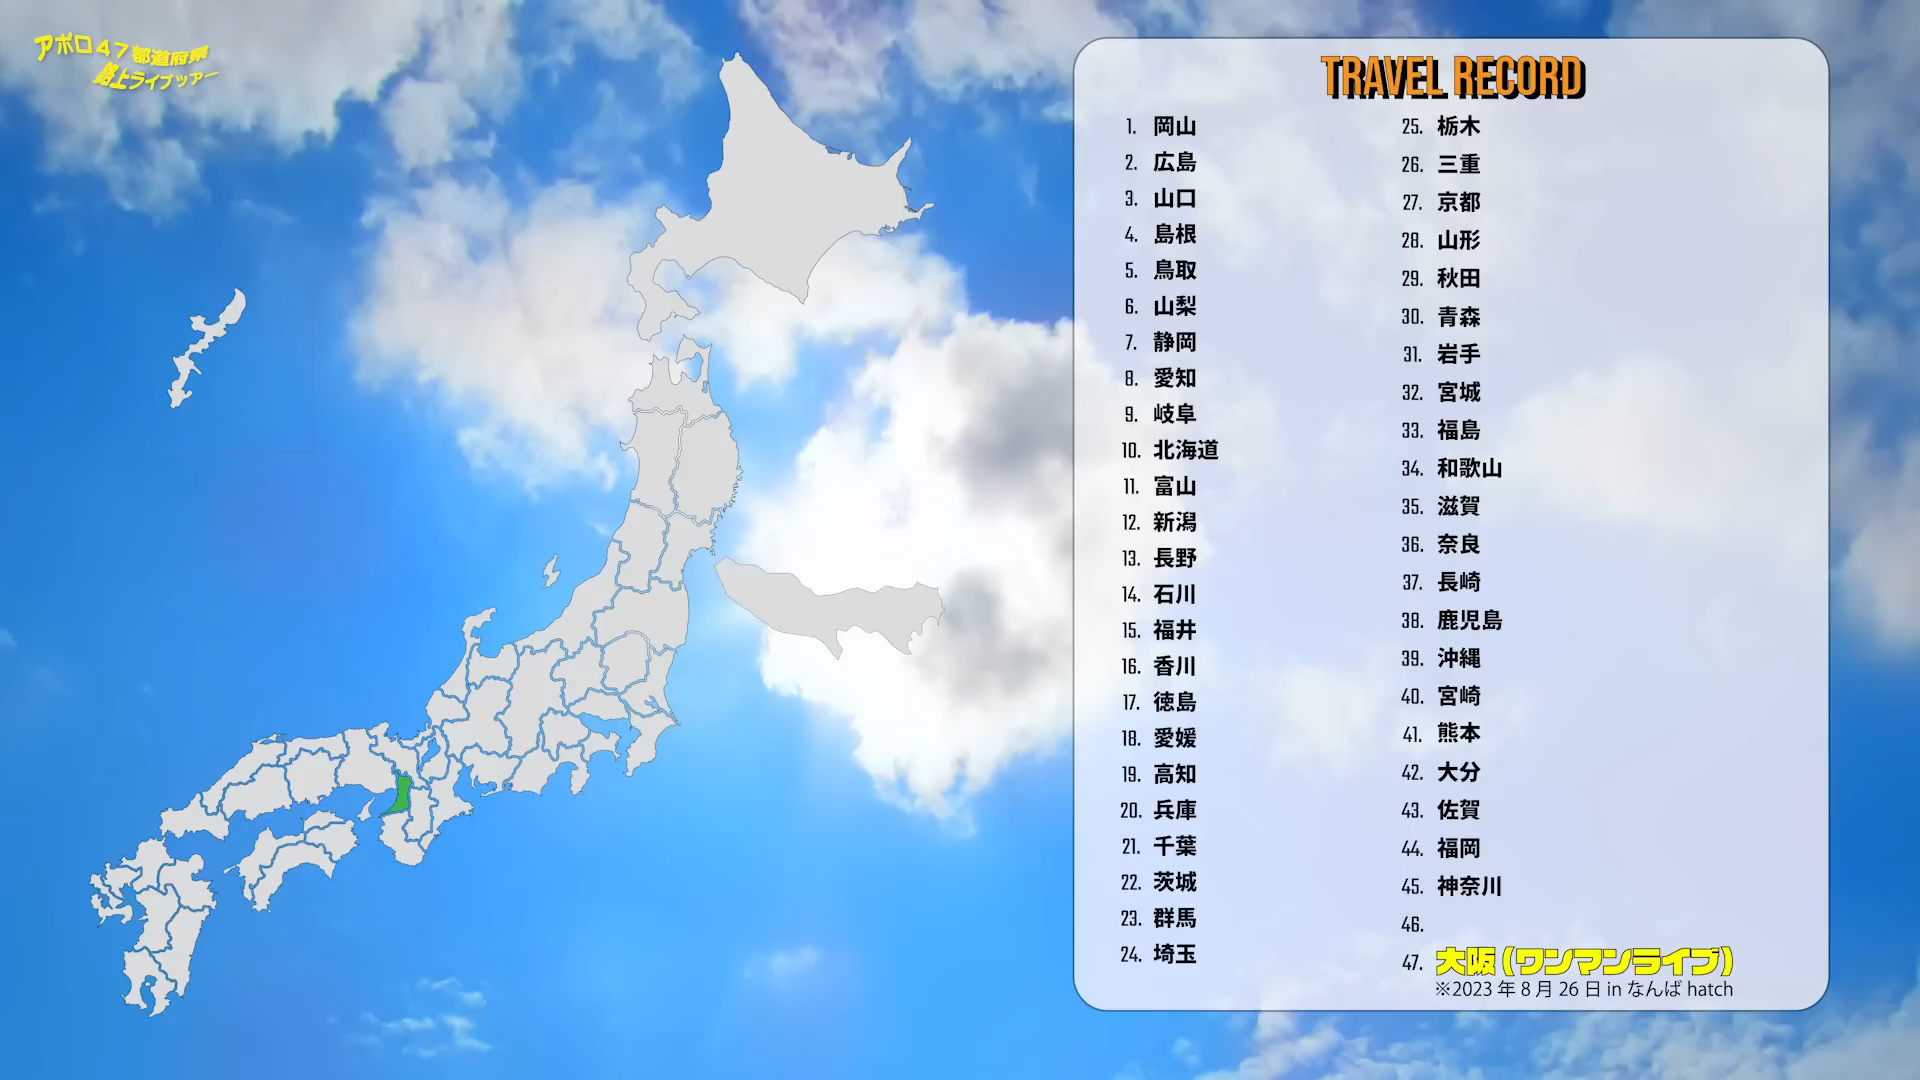 アポロ47都道府県
路上ライブツアー
TRAVEL RECORD
1. 岡山
2. 広島
3. 山口
4. 島根
5. 鳥取
6. 山梨
7. 静岡
8. 愛知
9. 岐阜
10. 北海道
11. 富山
12. 新潟
13. 長野
14. 石川
15. 福井
16. 香川
17. 徳島
18. 愛媛
19. 高知
20. 兵庫
21. 千葉
22. 茨城
23. 群馬
24. 埼玉
25. 栃木
26. 三重
27. 京都
28. 山形
29. 秋田
30. 青森
31. 岩手
32. 宮城
33. 福島
34. 和歌山
35. 滋賀
36. 奈良
37. 長崎
38. 鹿児島
39. 沖縄
40. 宮崎
41. 熊本
42. 大分
43. 佐賀
44. 福岡
45. 神奈川
46.
47. 大阪(ワンマンライブ)
※2023年8月26日 in なんば hatch